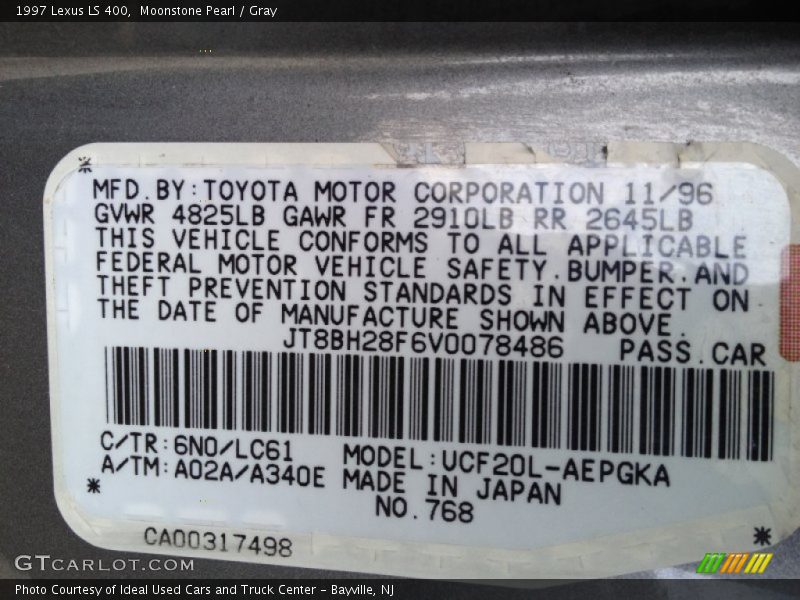 1997 Lexus LS 400,  Moonstone Pearl / Gray
MFD.BY:TOYOTA MOTOR CORPORATION 11/96
GVWR 4825LB GAWR FR 2910LB RR 2645LB
THIS VEHICLE CONFORMS TO ALL APPLICABLE
FEDERAL MOTOR VEHICLE SAFETY.BUMPER.AND
THEFT PREVENTION STANDARDS IN EFFECT ON
THE DATE OF MANUFACTURE SHOWN ABOVE.
JT8BH28F6V0078486 PASS.CAR
C/TR:6N0/LC61 MODEL:UCF20L-AEPGKA
A/TM:A02A/A340E MADE IN JAPAN
NO.768
CA00317498
GTCARLOT.COM
Photo Courtesy of Ideal Used Cars and Truck Center - Bayville, NJ